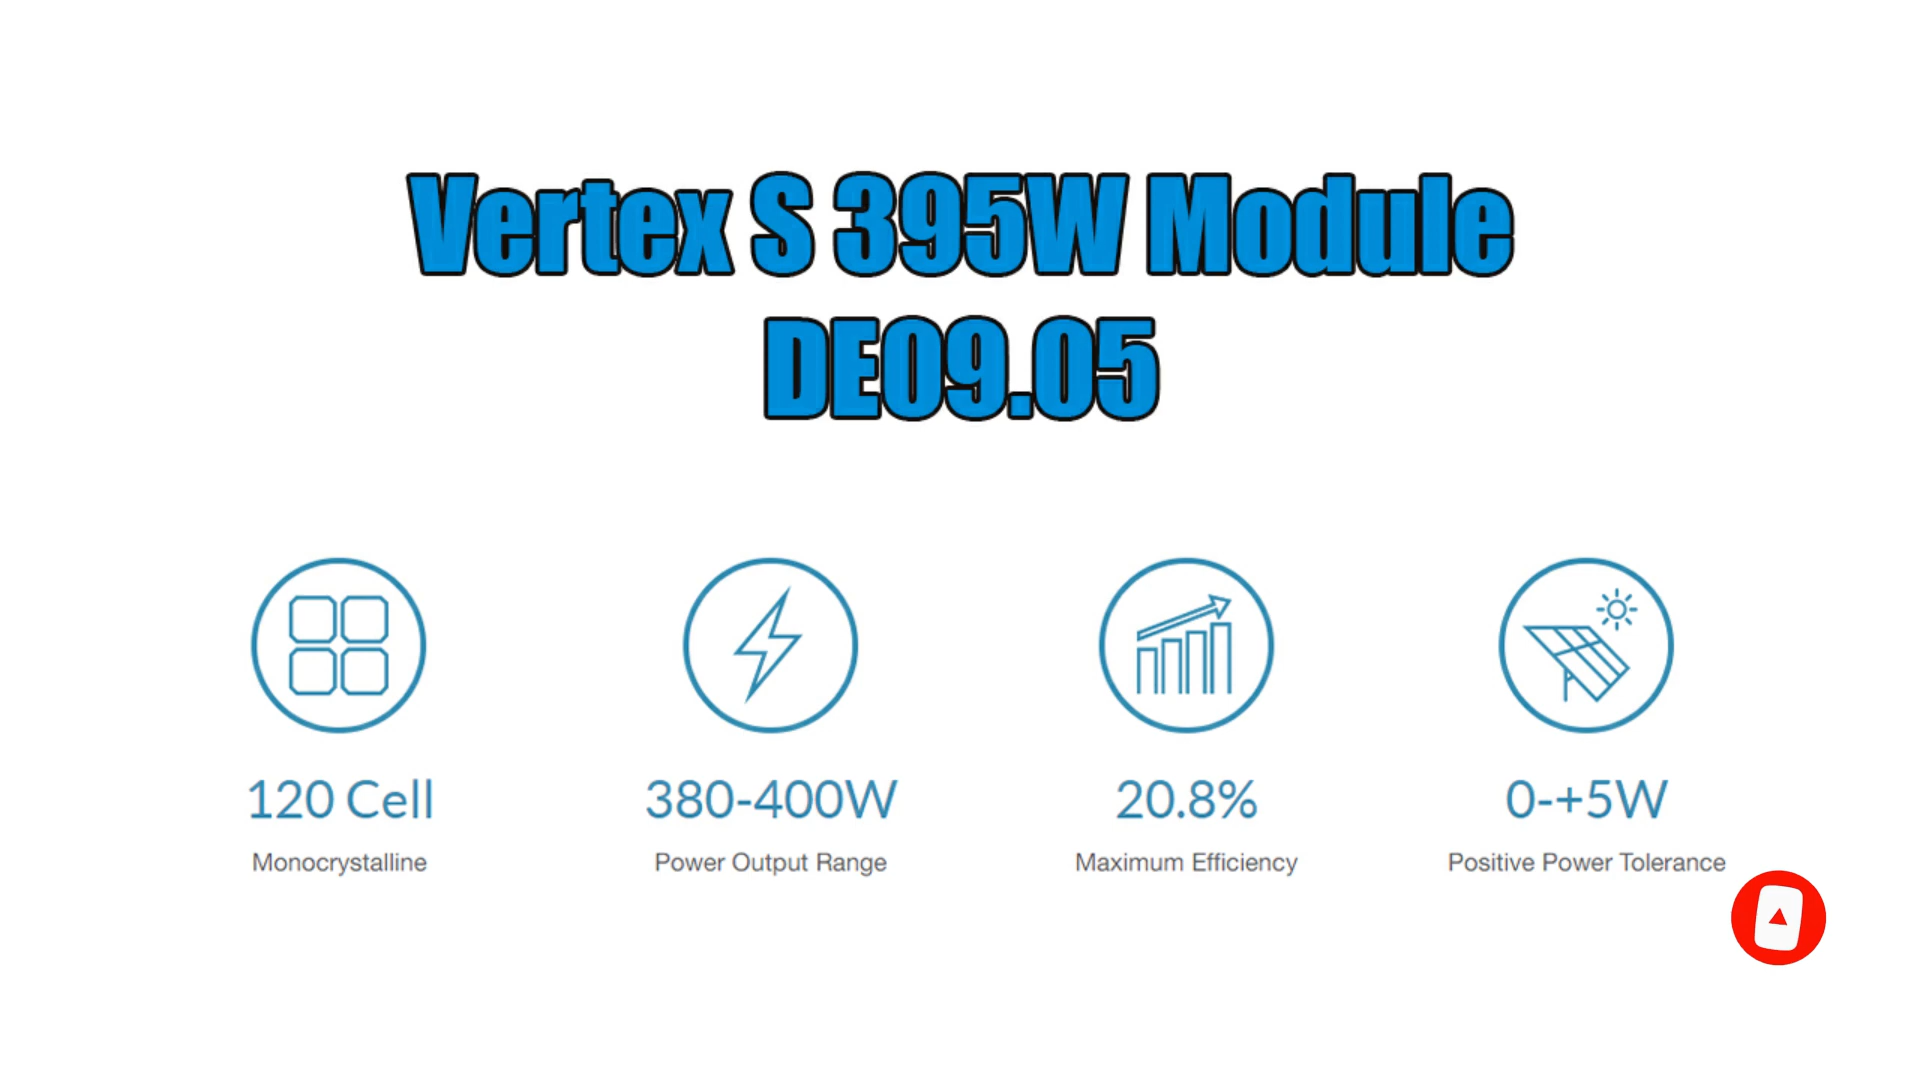 Vertex S 395W Module
DE09.05
120 Cell
Monocrystalline
380-400W
Power Output Range
20.8%
Maximum Efficiency
0-+5W
Positive Power Tolerance